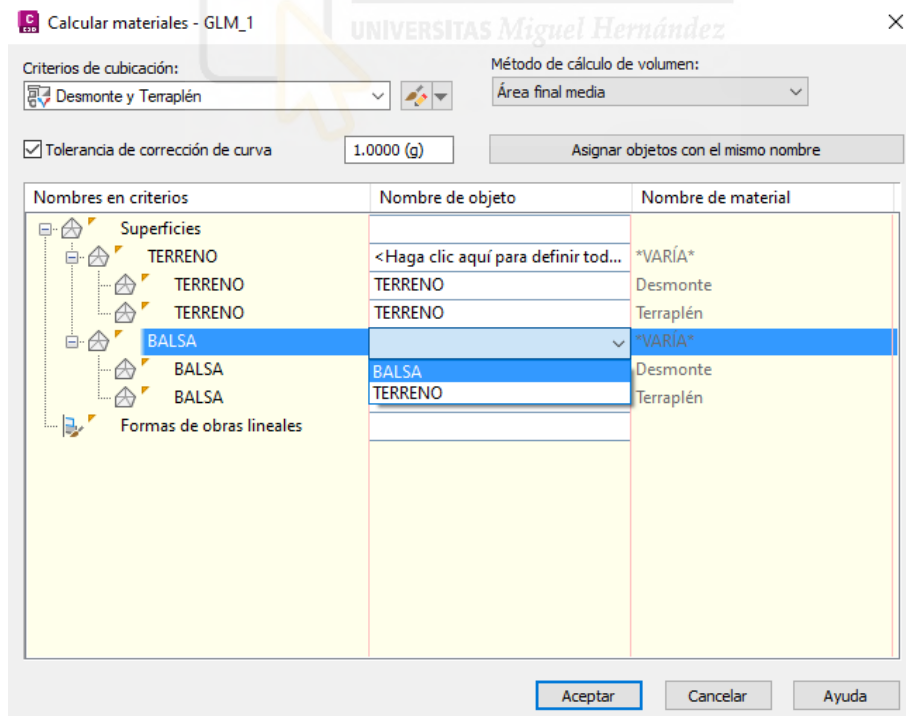 Calcular materiales - GLM_1
UNIVERSITAS Miguel Hernández
Criterios de cubicación:
Método de cálculo de volumen:
Desmonte y Terraplén
Área final media
Tolerancia de corrección de curva 1.0000 (g) Asignar objetos con el mismo nombre
Nombres en criterios Nombre de objeto Nombre de material
Superficies
TERRENO <Haga clic aquí para definir tod... *VARÍA*
TERRENO TERRENO Desmonte
TERRENO TERRENO Terraplén
BALSA *VARÍA*
BALSA BALSA Desmonte
BALSA TERRENO Terraplén
Formas de obras lineales
Aceptar Cancelar Ayuda